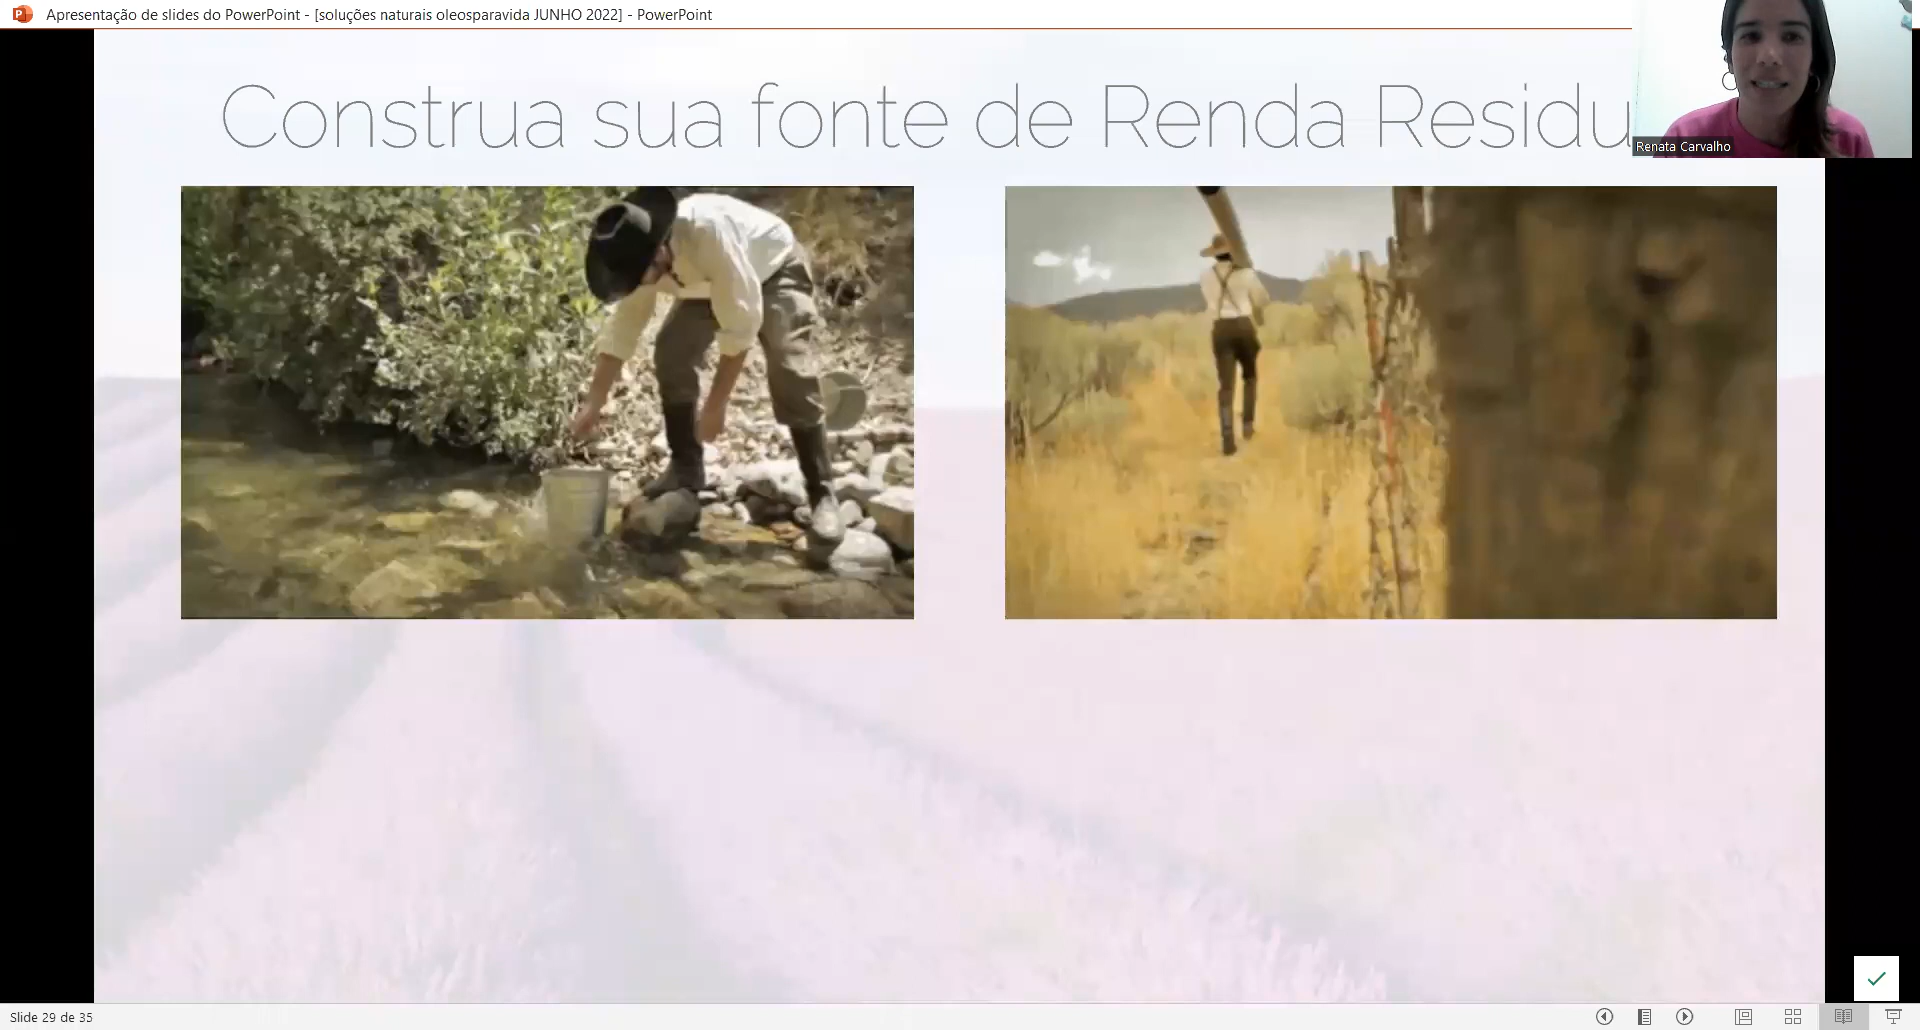 Apresentação de slides do PowerPoint - [soluções naturais oleosparavida JUNHO 2022] - PowerPoint
Construa sua fonte de Renda Residu
Renata Carvalho
Slide 29 de 35